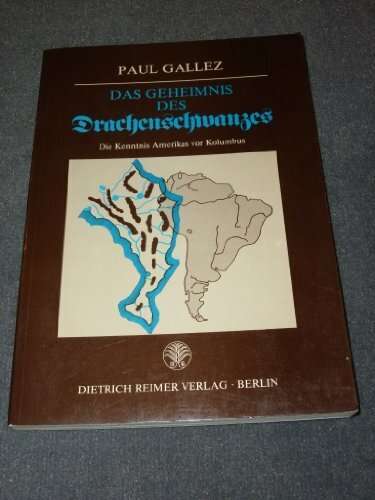 PAUL GALLEZ
DAS GEHEIMNIS
DES
Drachenschwanzes
Die Kenntnis Amerikas vor Kolumbus
DIETRICH REIMER VERLAG · BERLIN